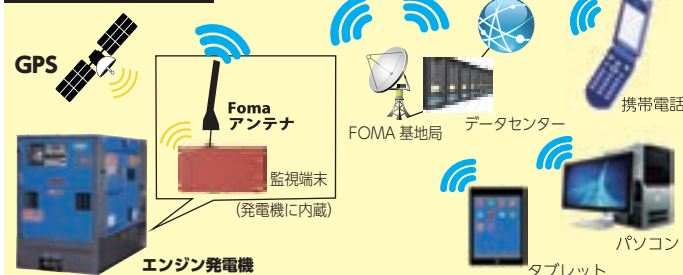 GPS
Foma
アンテナ
監視端末
(発電機に内蔵)
エンジン発電機
FOMA 基地局
データセンター
携帯電話
パソコン
タブレット